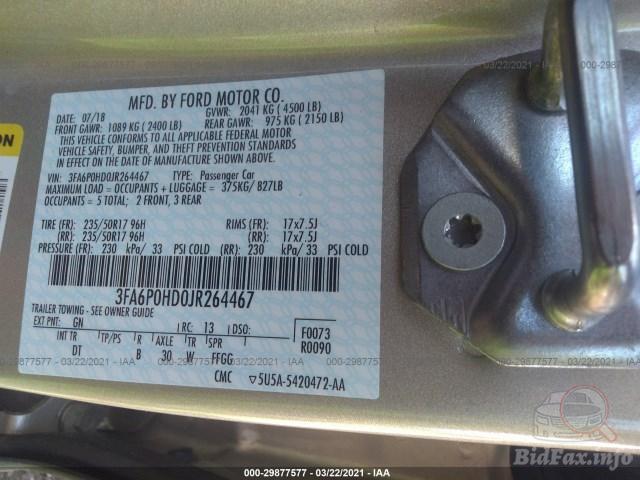 MFD. BY FORD MOTOR CO.
DATE: 07/18 GVWR: 2041 KG (4500 LB)
FRONT GAWR: 1089 KG (2400 LB) REAR GAWR: 975 KG (2150 LB)
THIS VEHICLE CONFORMS TO ALL APPLICABLE FEDERAL MOTOR
VEHICLE SAFETY, BUMPER, AND THEFT PREVENTION STANDARDS
IN EFFECT ON THE DATE OF MANUFACTURE SHOWN ABOVE.
VIN: 3FA6P0HD0JR264467 TYPE: Passenger Car
MAXIMUM LOAD = OCCUPANTS + LUGGAGE = 375KG/ 827LB
OCCUPANTS = 5 TOTAL: 2 FRONT, 3 REAR
TIRE (FR): 235/50R17 96H RIMS (FR): 17x7.5J
(RR): 235/50R17 96H (RR): 17x7.5J
PRESSURE (FR): 230 kPa/ 33 PSI COLD (RR): 230 kPa/ 33 PSI COLD
3FA6P0HD0JR264467
TRAILER TOWING - SEE OWNER GUIDE
EXT PNT: GN RC: 13 DSO: F0073
INT TR TP/PS R AXLE TR SPR R0090
DT B 30 W FFGG
CMC ▽5U5A-5420472-AA
000-29877577 - 03/22/2021 - IAA
BidFax.info